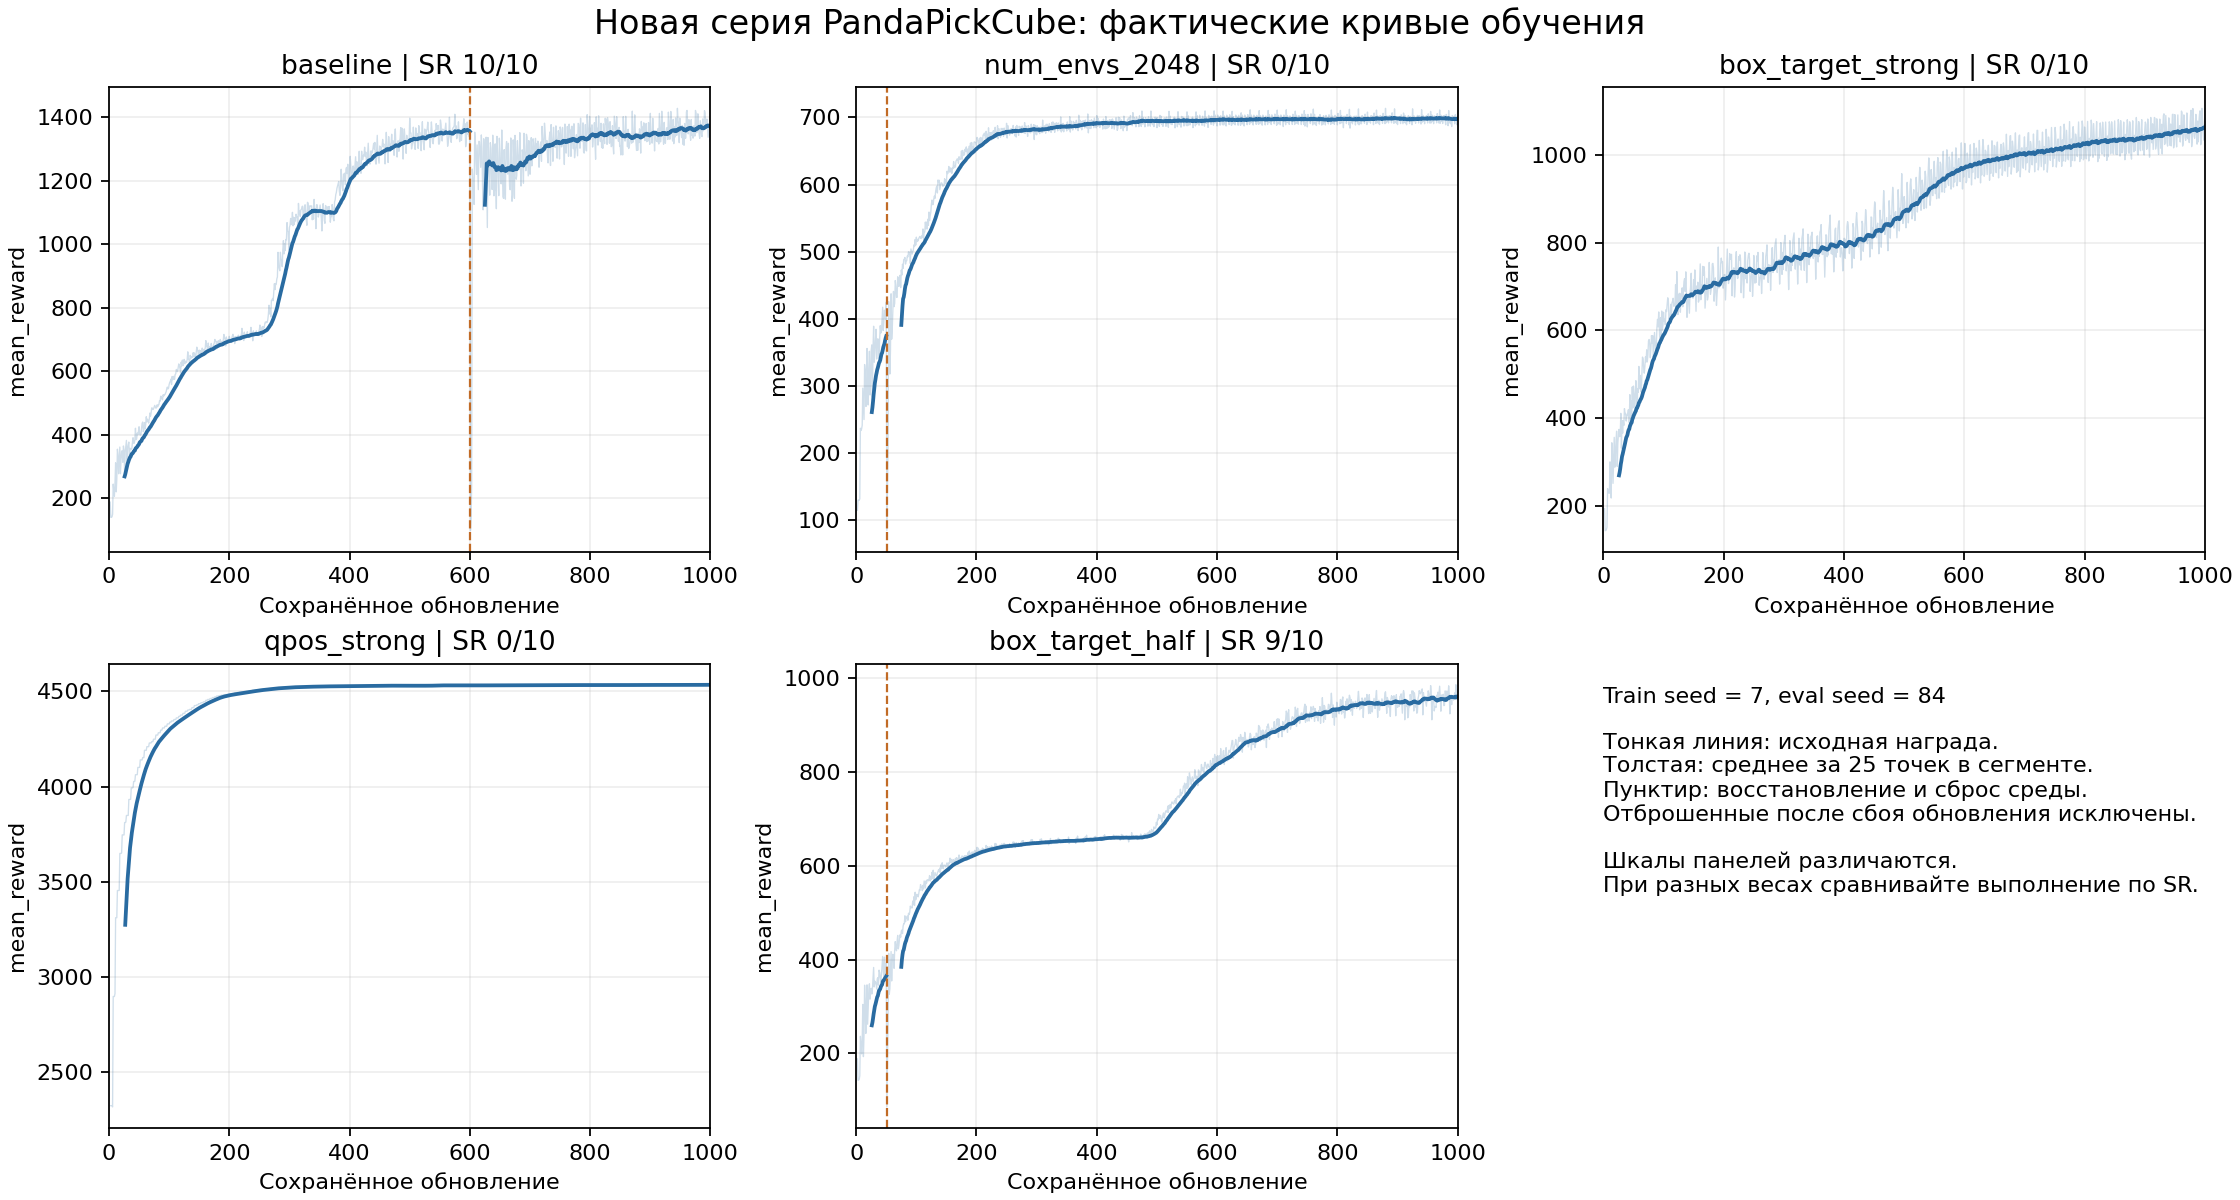 Новая серия PandaPickCube: фактические кривые обучения
baseline | SR 10/10
mean_reward
1400
1200
1000
800
600
400
200
0 200 400 600 800 1000
Сохранённое обновление
num_envs_2048 | SR 0/10
mean_reward
700
600
500
400
300
200
100
0 200 400 600 800 1000
Сохранённое обновление
box_target_strong | SR 0/10
mean_reward
1000
800
600
400
200
0 200 400 600 800 1000
Сохранённое обновление
qpos_strong | SR 0/10
mean_reward
4500
4000
3500
3000
2500
0 200 400 600 800 1000
Сохранённое обновление
box_target_half | SR 9/10
mean_reward
1000
800
600
400
200
0 200 400 600 800 1000
Сохранённое обновление
Train seed = 7, eval seed = 84
Тонкая линия: исходная награда.
Толстая: среднее за 25 точек в сегменте.
Пунктир: восстановление и сброс среды.
Отброшенные после сбоя обновления исключены.
Шкалы панелей различаются.
При разных весах сравнивайте выполнение по SR.